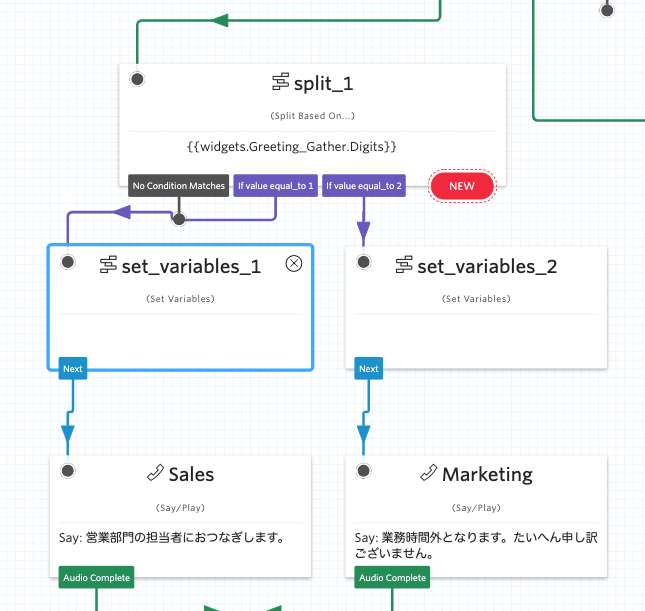 split_1
(Split Based On...)
{{widgets.Greeting_Gather.Digits}}
No Condition Matches
If value equal_to 1
If value equal_to 2
NEW
set_variables_1
(Set Variables)
Next
set_variables_2
(Set Variables)
Next
Sales
(Say/Play)
Say: 営業部門の担当者におつなぎします。
Audio Complete
Marketing
(Say/Play)
Say: 業務時間外となります。たいへん申し訳
ございません。
Audio Complete